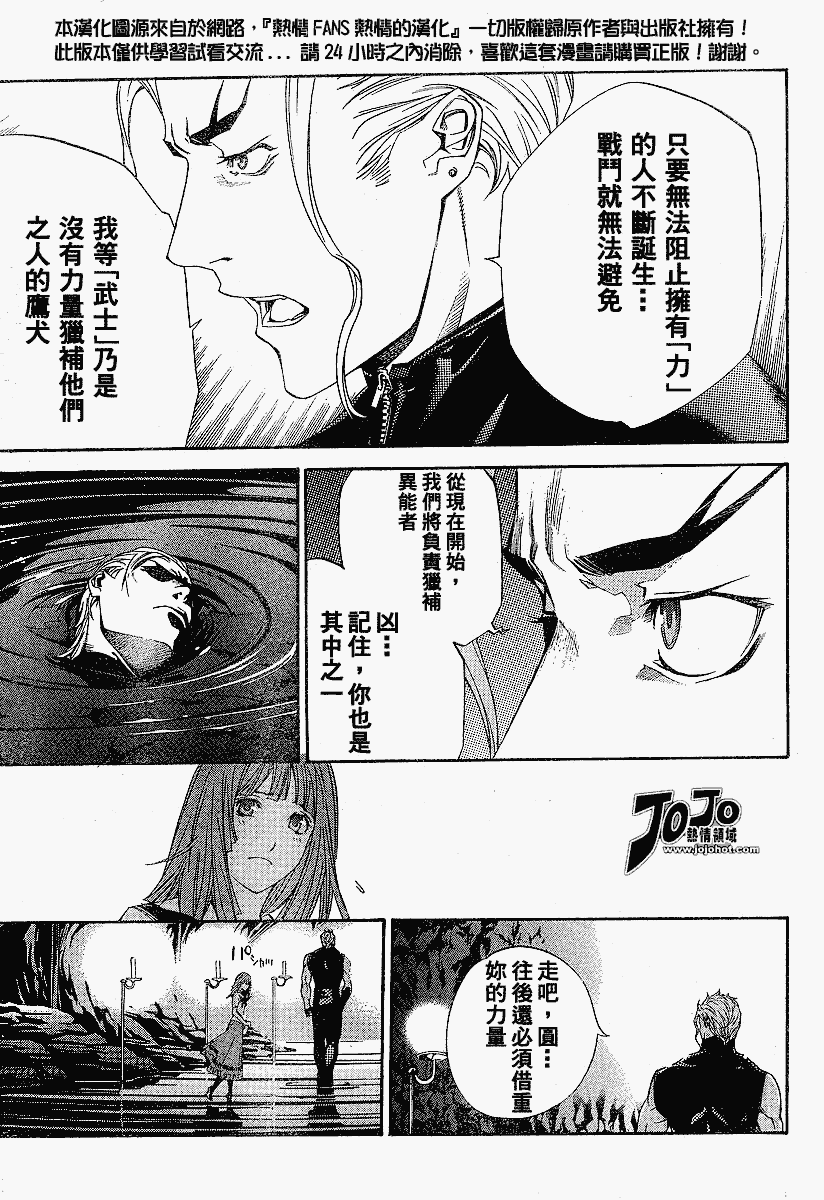 本漢化圖源來自於網路，『熱情FANS熱情的漢化』一切版權歸原作者與出版社擁有！
此版本僅供學習試看交流... 請24小時之內消除，喜歡這套漫畫請購買正版！謝謝。
只要無法阻止擁有「力」
的人不斷誕生…
戰鬥就無法避免
我等「武士」乃是
沒有力量獵補他們
之人的鷹犬
從現在開始，
我們將負責獵補
異能者
凶…
記住，你也是
其中之一
JOJO
熱情領域
www.jojohot.com
走吧，圓…
往後還必須借重
妳的力量